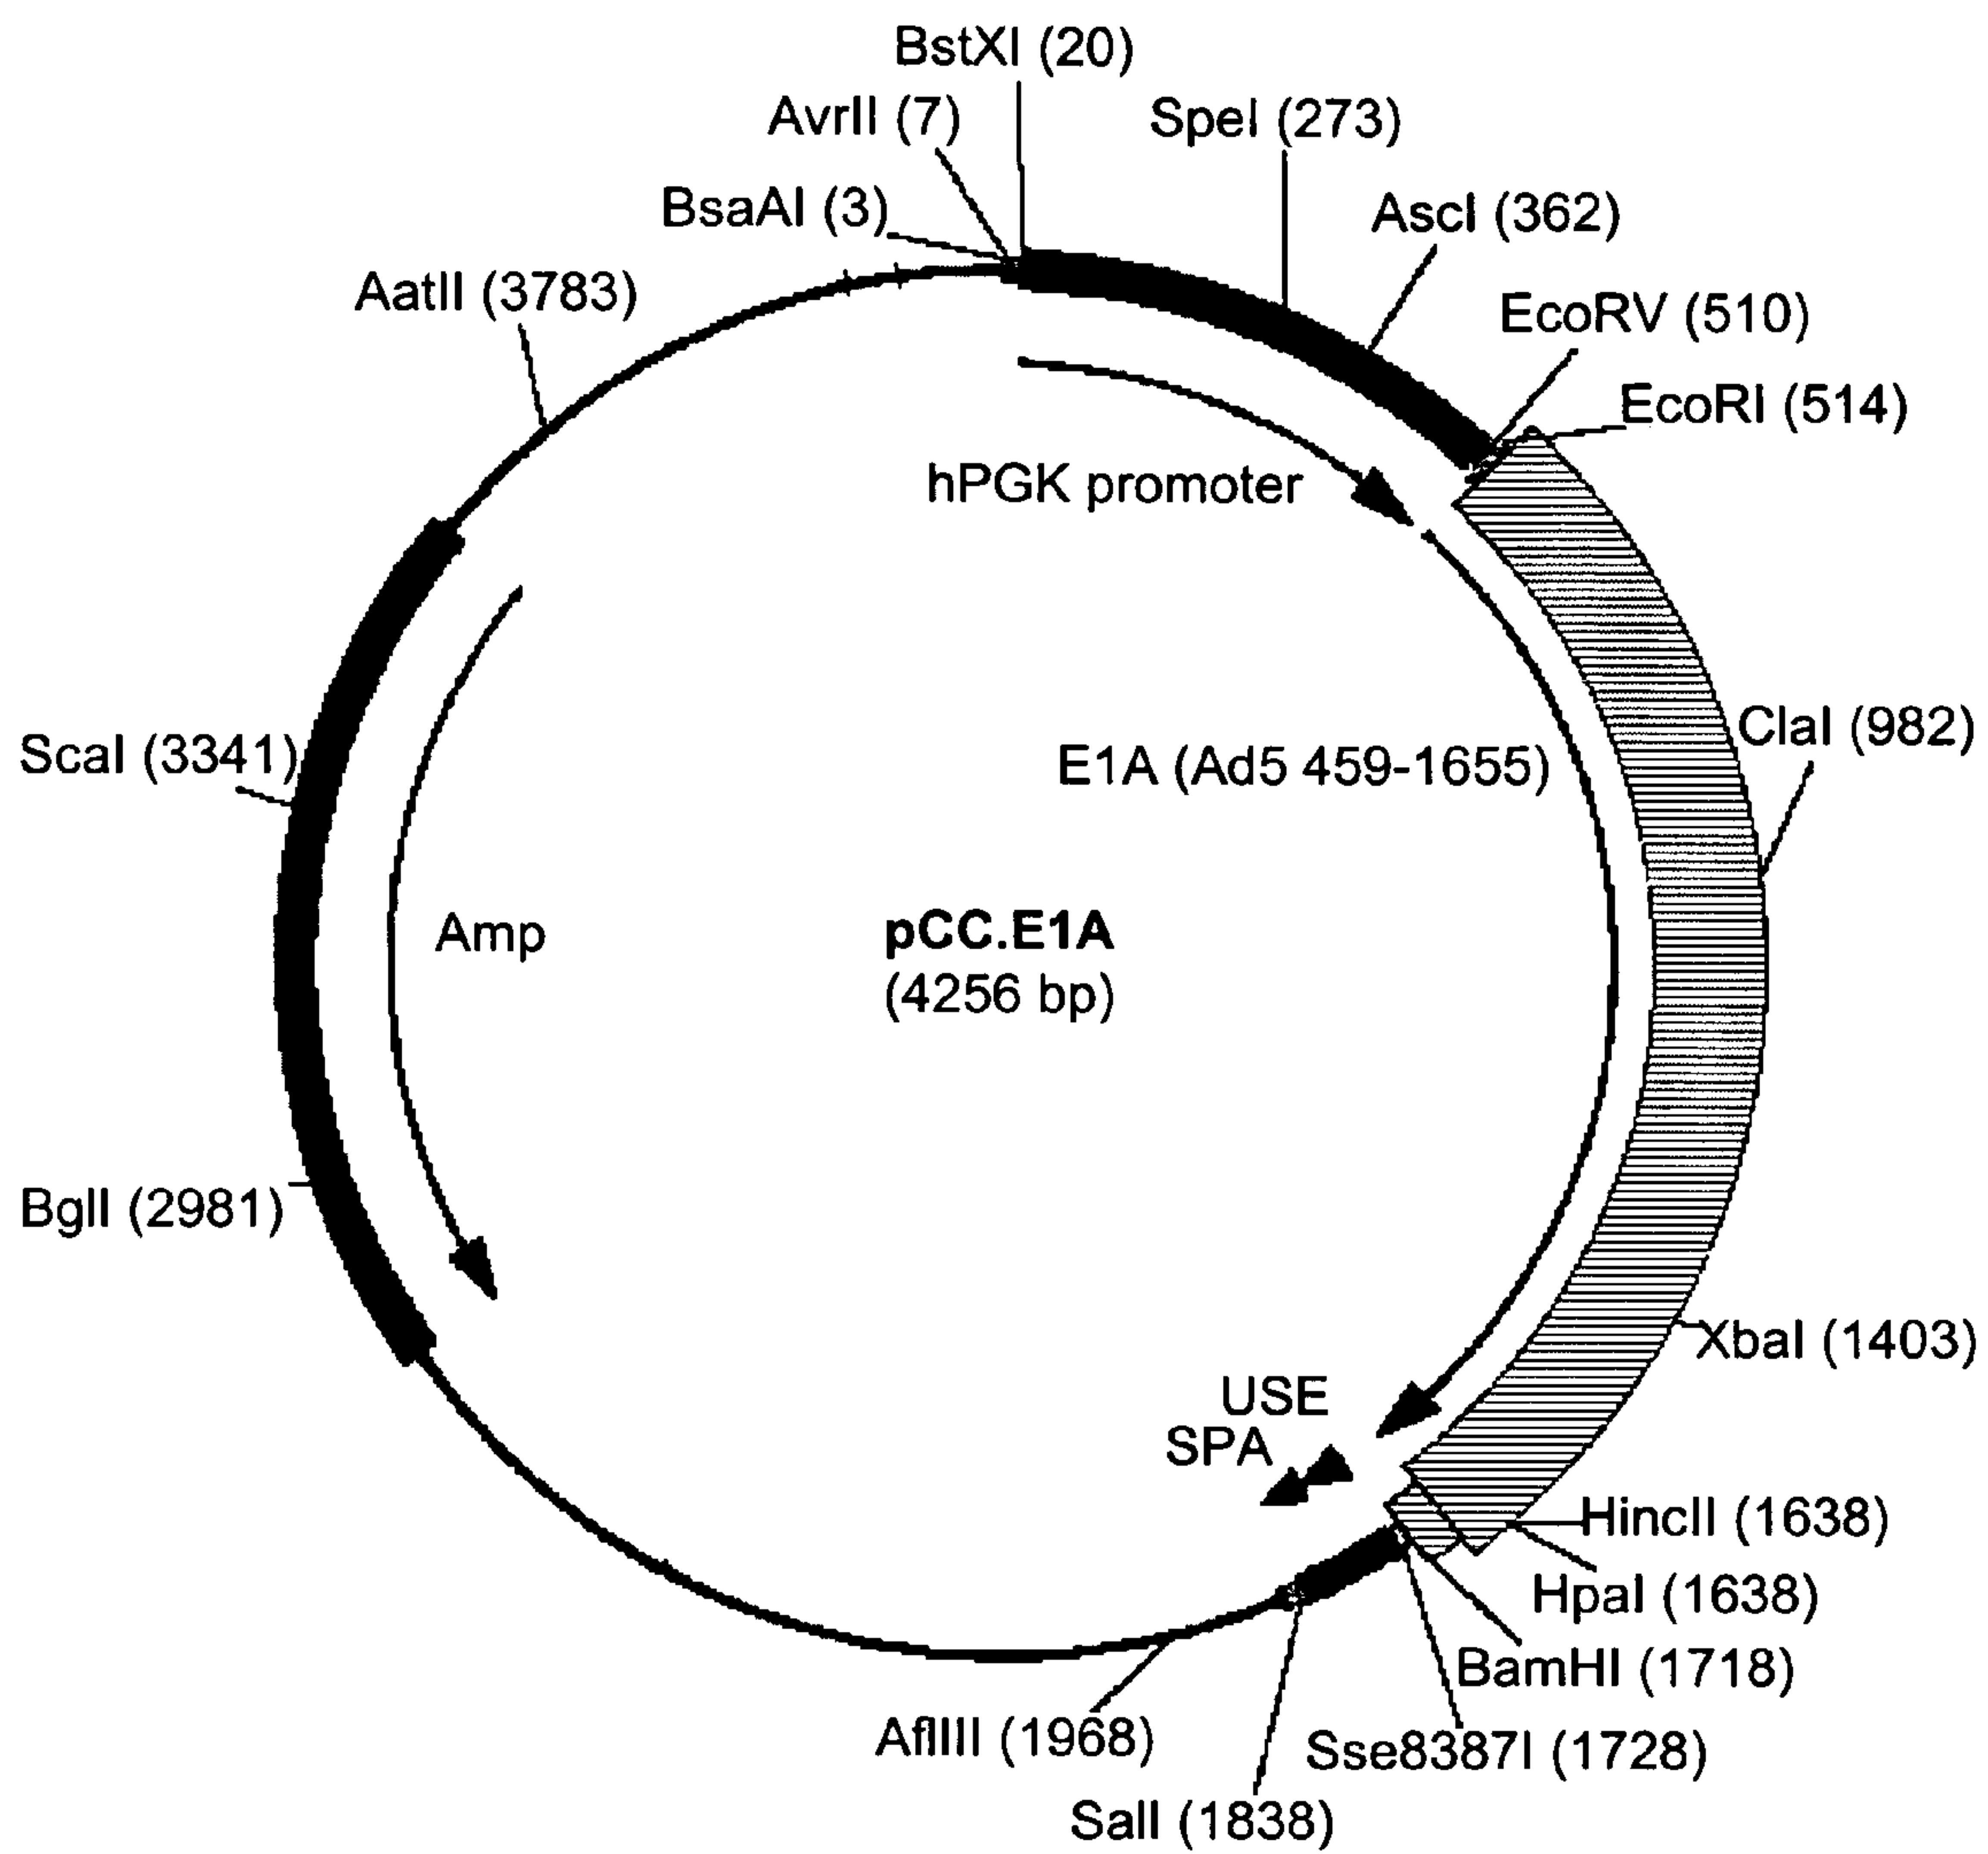 BstXI (20)
AvrII (7)
SpeI (273)
BsaAI (3)
AscI (362)
AatII (3783)
EcoRV (510)
EcoRI (514)
hPGK promoter
ClaI (982)
ScaI (3341)
E1A (Ad5 459-1655)
Amp
pCC.E1A
(4256 bp)
BglI (2981)
XbaI (1403)
USE
SPA
HincII (1638)
HpaI (1638)
BamHI (1718)
AflIII (1968)
Sse8387I (1728)
SalI (1838)